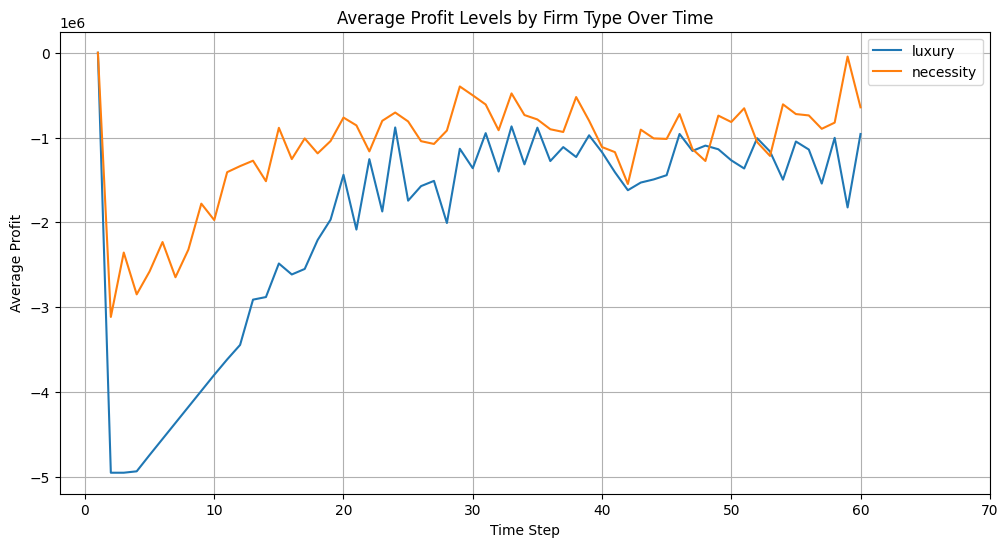 Average Profit Levels by Firm Type Over Time
1e6
luxury
necessity
0
−1
−2
−3
−4
−5
Average Profit
0 10 20 30 40 50 60 70
Time Step